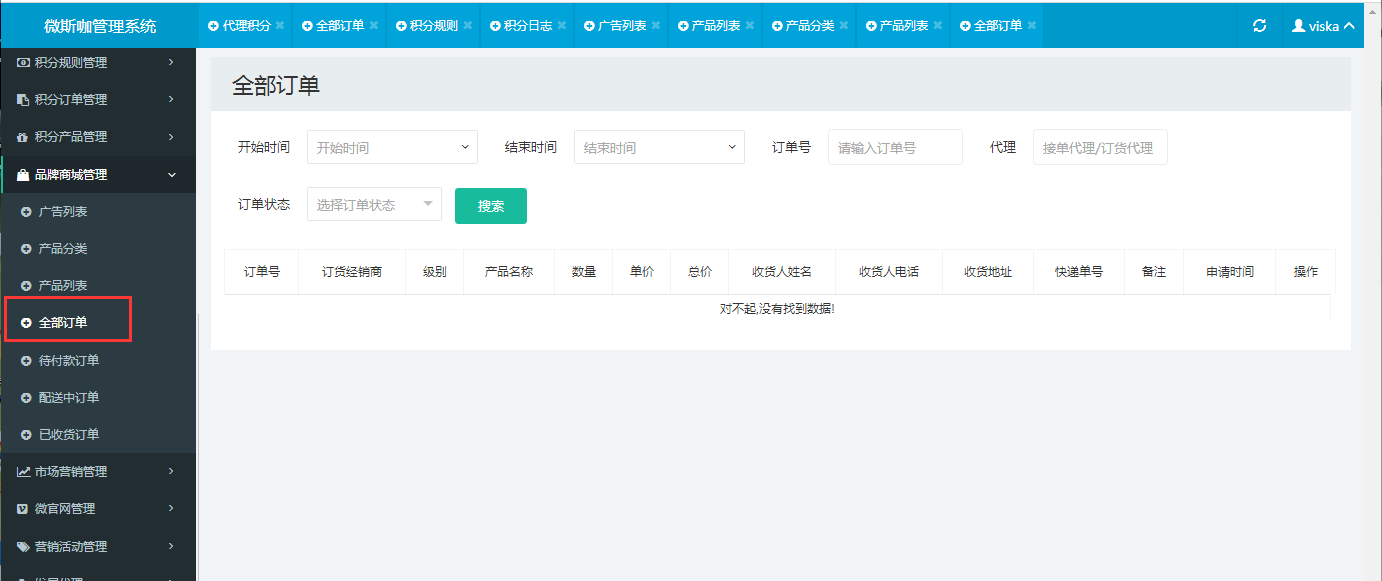 微斯咖管理系统
代理积分
全部订单
积分规则
积分日志
广告列表
产品列表
产品分类
产品列表
全部订单
viska
积分规则管理
积分订单管理
积分产品管理
品牌商城管理
广告列表
产品分类
产品列表
全部订单
待付款订单
配送中订单
已收货订单
市场营销管理
微官网管理
营销活动管理
全部订单
开始时间 开始时间 结束时间 结束时间 订单号 请输入订单号 代理 接单代理/订货代理
订单状态 选择订单状态 搜索
订单号 订货经销商 级别 产品名称 数量 单价 总价 收货人姓名 收货人电话 收货地址 快递单号 备注 申请时间 操作
对不起,没有找到数据!